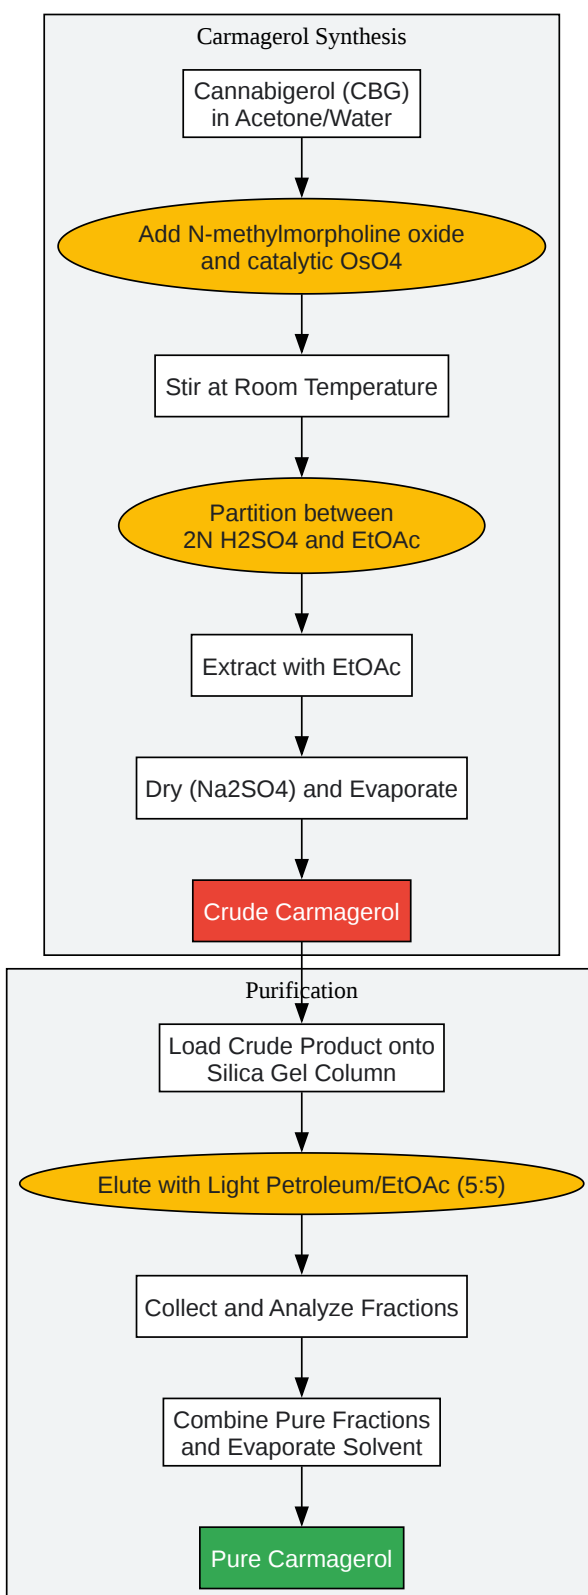 Carmagerol Synthesis
Cannabigerol (CBG)
in Acetone/Water
Add N-methylmorpholine oxide
and catalytic OsO4
Stir at Room Temperature
Partition between
2N H2SO4 and EtOAc
Extract with EtOAc
Dry (Na2SO4) and Evaporate
Crude Carmagerol
Purification
Load Crude Product onto
Silica Gel Column
Elute with Light Petroleum/EtOAc (5:5)
Collect and Analyze Fractions
Combine Pure Fractions
and Evaporate Solvent
Pure Carmagerol